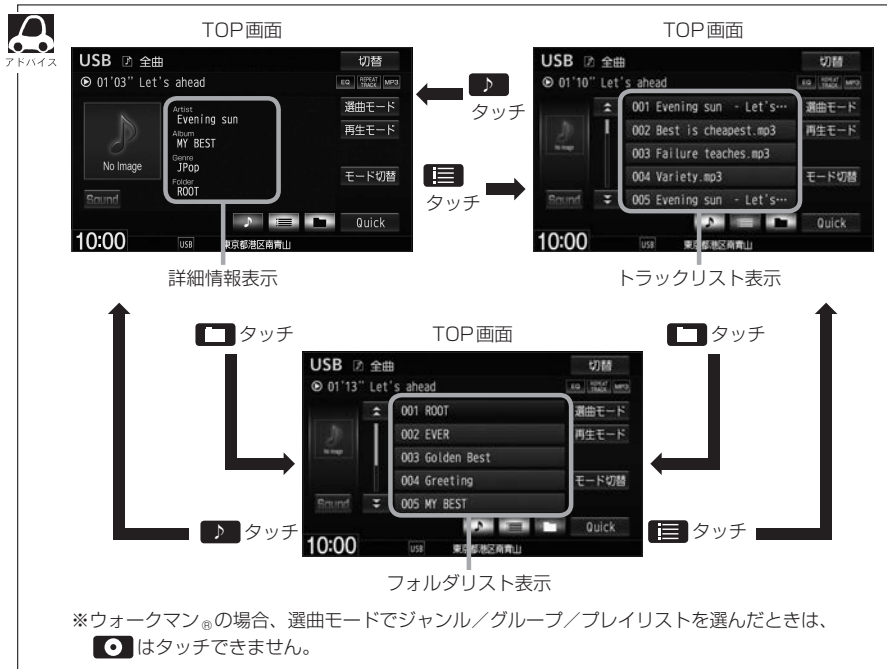 アドバイス
TOP画面
USB 全曲 切替
01'03" Let's ahead EQ REPEAT TRACK MP3
No Image
Artist
Evening sun
Album
MY BEST
Genre
JPop
Folder
ROOT
選曲モード
再生モード
モード切替
Sound
♪ Quick
10:00 USB 東京都港区南青山
詳細情報表示
♪
タッチ
タッチ
TOP画面
USB 全曲 切替
01'10" Let's ahead EQ REPEAT TRACK MP3
No Image
001 Evening sun - Let's…
002 Best is cheapest.mp3
003 Failure teaches.mp3
004 Variety.mp3
005 Evening sun - Let's…
選曲モード
再生モード
モード切替
Sound
♪ Quick
10:00 USB 東京都港区南青山
トラックリスト表示
タッチ
タッチ
TOP画面
USB 全曲 切替
01'13" Let's ahead EQ REPEAT TRACK MP3
No Image
001 ROOT
002 EVER
003 Golden Best
004 Greeting
005 MY BEST
選曲モード
再生モード
モード切替
Sound
♪ Quick
10:00 USB 東京都港区南青山
♪ タッチ
タッチ
フォルダリスト表示
※ウォークマン®の場合、選曲モードでジャンル／グループ／プレイリストを選んだときは、
はタッチできません。